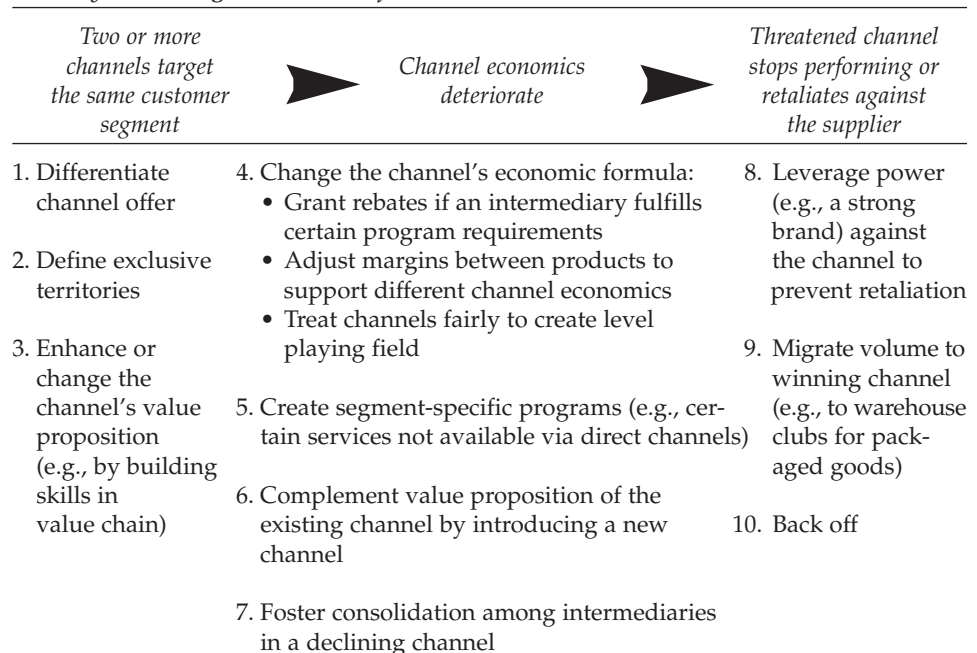 Two or more
channels target
the same customer
segment
Channel economics
deteriorate
Threatened channel
stops performing or
retaliates against
the supplier
1. Differentiate
channel offer
2. Define exclusive
territories
3. Enhance or
change the
channel's value
proposition
(e.g., by building
skills in
value chain)
4. Change the channel's economic formula:
• Grant rebates if an intermediary fulfills
certain program requirements
• Adjust margins between products to
support different channel economics
• Treat channels fairly to create level
playing field
5. Create segment-specific programs (e.g., cer-
tain services not available via direct channels)
6. Complement value proposition of the
existing channel by introducing a new
channel
7. Foster consolidation among intermediaries
in a declining channel
8. Leverage power
(e.g., a strong
brand) against
the channel to
prevent retaliation
9. Migrate volume to
winning channel
(e.g., to warehouse
clubs for pack-
aged goods)
10. Back off